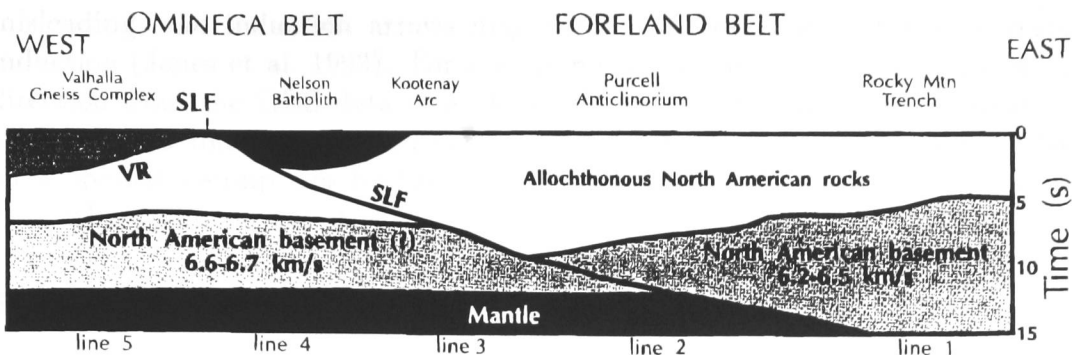 OMINECA BELT
FORELAND BELT
WEST
EAST
Valhalla
Gneiss Complex
SLF
Nelson
Batholith
Kootenay
Arc
Purcell
Anticlinorium
Rocky Mtn
Trench
0
VR
SLF
Allochthonous North American rocks
5
North American basement (?)
6.6-6.7 km/s
North American basement
6.2-6.5 km/s
10
Time (s)
Mantle
15
line 5
line 4
line 3
line 2
line 1